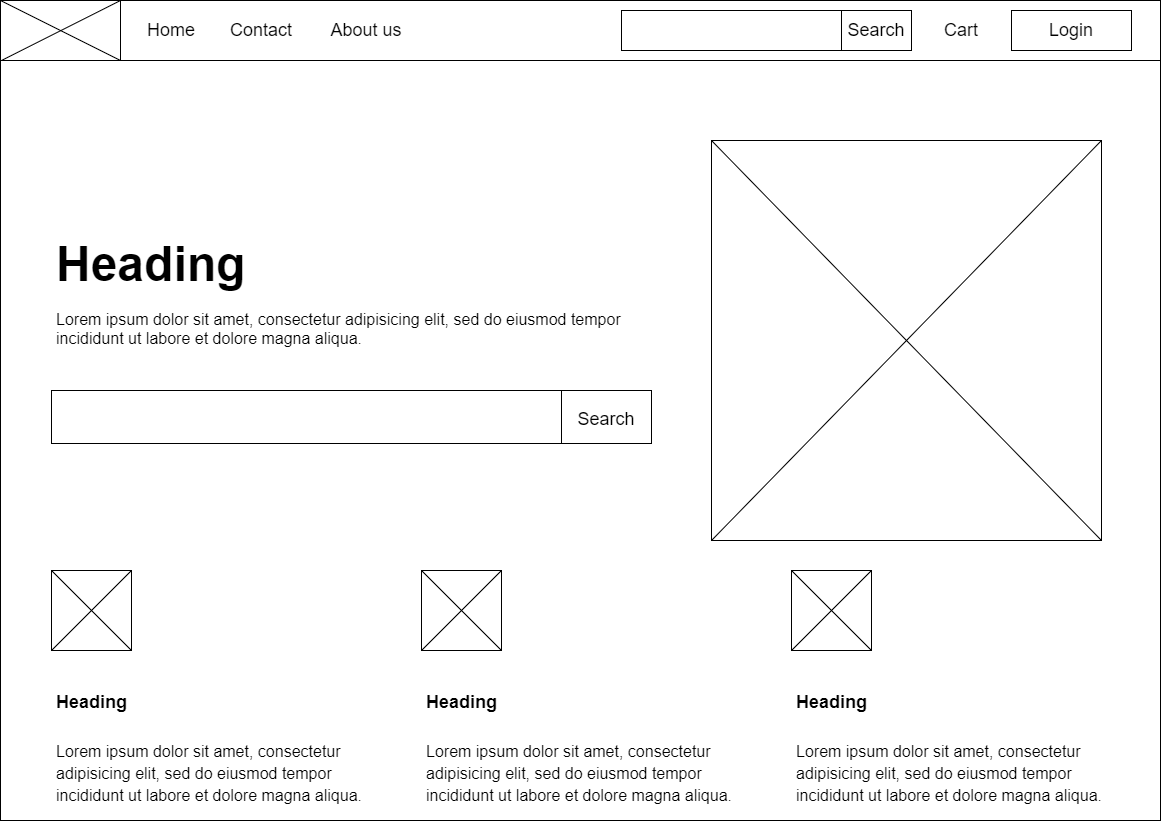 Home Contact About us Search Cart Login
Heading
Lorem ipsum dolor sit amet, consectetur adipisicing elit, sed do eiusmod tempor
incididunt ut labore et dolore magna aliqua.
Search
Heading
Lorem ipsum dolor sit amet, consectetur
adipisicing elit, sed do eiusmod tempor
incididunt ut labore et dolore magna aliqua.
Heading
Lorem ipsum dolor sit amet, consectetur
adipisicing elit, sed do eiusmod tempor
incididunt ut labore et dolore magna aliqua.
Heading
Lorem ipsum dolor sit amet, consectetur
adipisicing elit, sed do eiusmod tempor
incididunt ut labore et dolore magna aliqua.